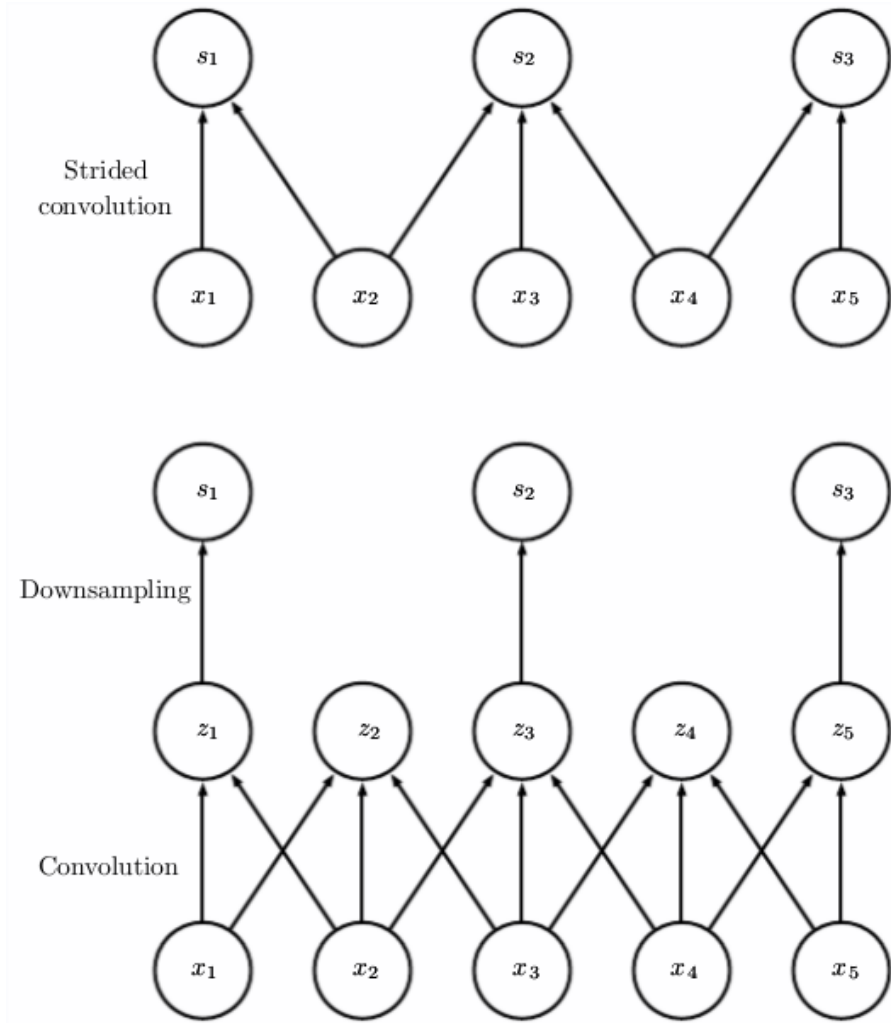 s₁ s₂ s₃
Strided
convolution
x₁ x₂ x₃ x₄ x₅
s₁ s₂ s₃
Downsampling
z₁ z₂ z₃ z₄ z₅
Convolution
x₁ x₂ x₃ x₄ x₅